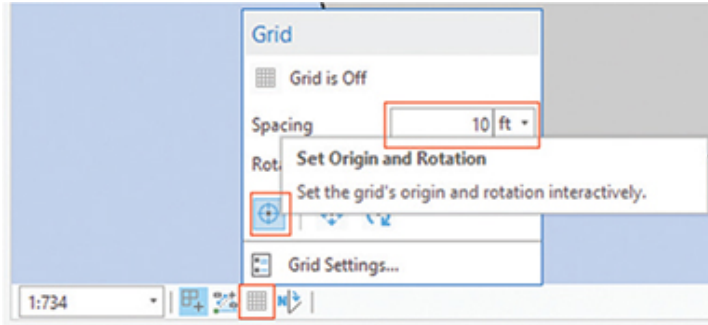 Grid
Grid is Off
Spacing 10 ft
Set Origin and Rotation
Set the grid's origin and rotation interactively.
Grid Settings...
1:734